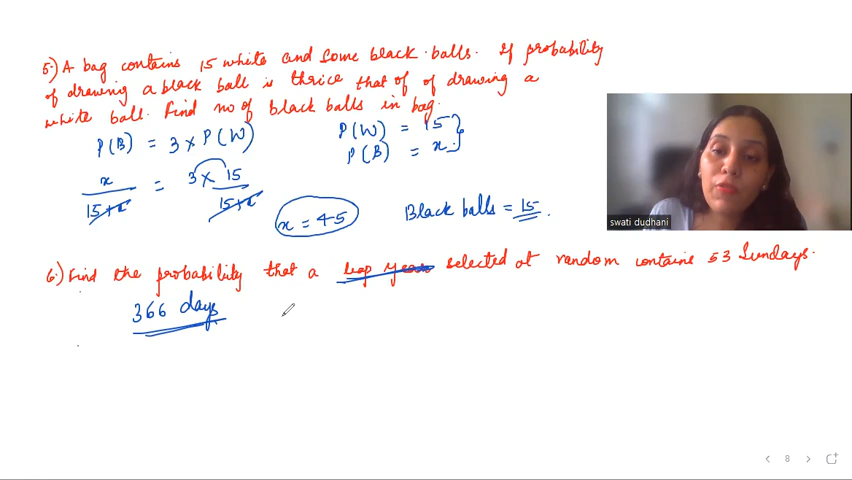 5.) A bag contains 15 white and some black balls. If probability
of drawing a black ball is thrice that of of drawing a
white ball. Find no of black balls in bag.
P(B) = 3 × P(W)
P(W) = 15
P(B) = x
x / 15+x = 3 × 15 / 15+x
x = 45
Black balls = 15.
6.) Find the probability that a leap year selected at random contains 53 Sundays.
366 days
swati dudhani
8